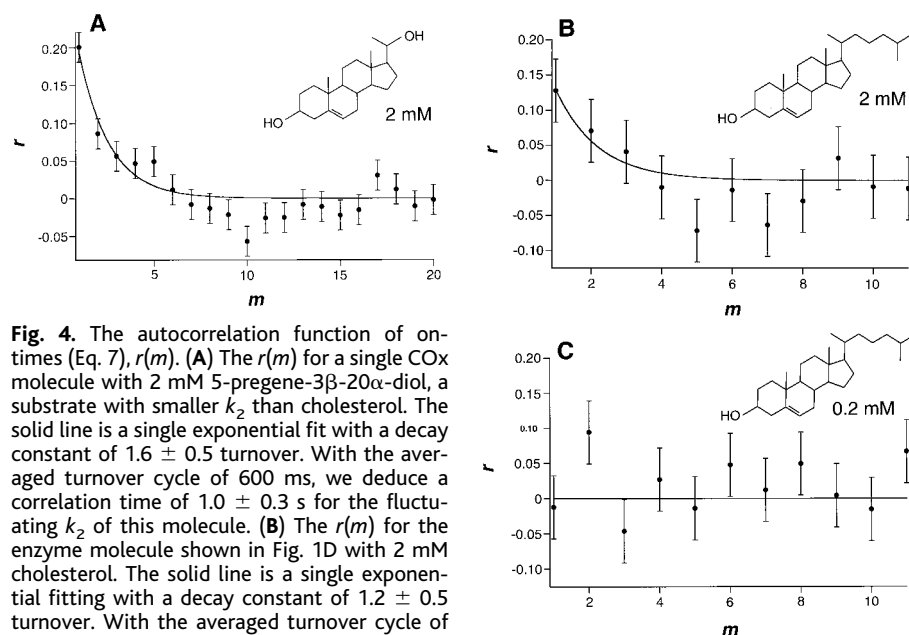 A
0.20
0.15
0.10
0.05
0
-0.05
r
5
10
15
20
m
OH
HO
2 mM
B
0.20
0.15
0.10
0.05
0
-0.05
-0.10
r
2
4
6
8
10
m
HO
2 mM
C
0.20
0.15
0.10
0.05
0
-0.05
-0.10
r
2
4
6
8
10
m
HO
0.2 mM
Fig. 4. The autocorrelation function of on-
times (Eq. 7), r(m). (A) The r(m) for a single COx
molecule with 2 mM 5-pregene-3β-20α-diol, a
substrate with smaller k₂ than cholesterol. The
solid line is a single exponential fit with a decay
constant of 1.6 ± 0.5 turnover. With the aver-
aged turnover cycle of 600 ms, we deduce a
correlation time of 1.0 ± 0.3 s for the fluctu-
ating k₂ of this molecule. (B) The r(m) for the
enzyme molecule shown in Fig. 1D with 2 mM
cholesterol. The solid line is a single exponen-
tial fitting with a decay constant of 1.2 ± 0.5
turnover. With the averaged turnover cycle of